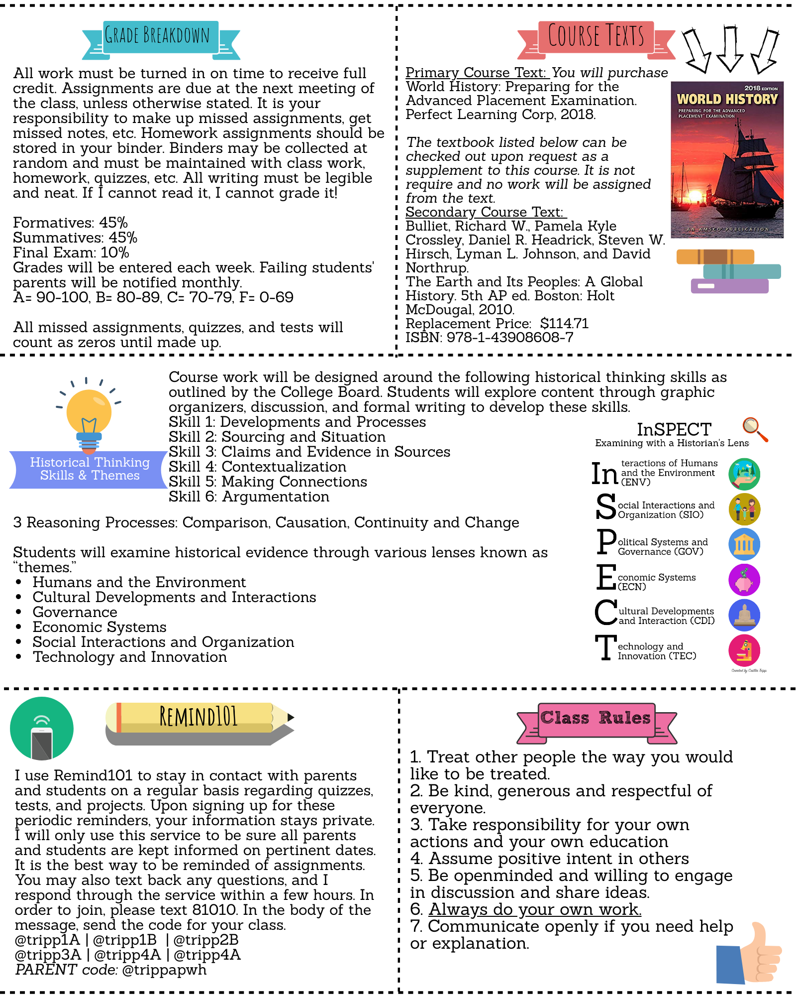 Grade Breakdown
All work must be turned in on time to receive full
credit. Assignments are due at the next meeting of
the class, unless otherwise stated. It is your
responsibility to make up missed assignments, get
missed notes, etc. Homework assignments should be
stored in your binder. Binders may be collected at
random and must be maintained with class work,
homework, quizzes, etc. All writing must be legible
and neat. If I cannot read it, I cannot grade it!
Formatives: 45%
Summatives: 45%
Final Exam: 10%
Grades will be entered each week. Failing students'
parents will be notified monthly.
A= 90-100, B= 80-89, C= 70-79, F= 0-69
All missed assignments, quizzes, and tests will
count as zeros until made up.
Course Texts
Primary Course Text: You will purchase
World History: Preparing for the
Advanced Placement Examination.
Perfect Learning Corp, 2018.
The textbook listed below can be
checked out upon request as a
supplement to this course. It is not
require and no work will be assigned
from the text.
Secondary Course Text:
Bulliet, Richard W., Pamela Kyle
Crossley, Daniel R. Headrick, Steven W.
Hirsch, Lyman L. Johnson, and David
Northrup.
The Earth and Its Peoples: A Global
History. 5th AP ed. Boston: Holt
McDougal, 2010.
Replacement Price: $114.71
ISBN: 978-1-43908608-7
2018 EDITION
WORLD HISTORY
PREPARING FOR THE ADVANCED
PLACEMENT* EXAMINATION
AN AMSCO® PUBLICATION
Historical Thinking
Skills & Themes
Course work will be designed around the following historical thinking skills as
outlined by the College Board. Students will explore content through graphic
organizers, discussion, and formal writing to develop these skills.
Skill 1: Developments and Processes
Skill 2: Sourcing and Situation
Skill 3: Claims and Evidence in Sources
Skill 4: Contextualization
Skill 5: Making Connections
Skill 6: Argumentation
3 Reasoning Processes: Comparison, Causation, Continuity and Change
Students will examine historical evidence through various lenses known as
“themes.”
• Humans and the Environment
• Cultural Developments and Interactions
• Governance
• Economic Systems
• Social Interactions and Organization
• Technology and Innovation
InSPECT
Examining with a Historian's Lens
Interactions of Humans
and the Environment
(ENV)
Social Interactions and
Organization (SIO)
Political Systems and
Governance (GOV)
Economic Systems
(ECN)
Cultural Developments
and Interaction (CDI)
Technology and
Innovation (TEC)
Created by Caitlin Tripp
Remind101
I use Remind101 to stay in contact with parents
and students on a regular basis regarding quizzes,
tests, and projects. Upon signing up for these
periodic reminders, your information stays private.
I will only use this service to be sure all parents
and students are kept informed on pertinent dates.
It is the best way to be reminded of assignments.
You may also text back any questions, and I
respond through the service within a few hours. In
order to join, please text 81010. In the body of the
message, send the code for your class.
@tripp1A | @tripp1B | @tripp2B
@tripp3A | @tripp4A | @tripp4A
PARENT code: @trippapwh
Class Rules
1. Treat other people the way you would
like to be treated.
2. Be kind, generous and respectful of
everyone.
3. Take responsibility for your own
actions and your own education
4. Assume positive intent in others
5. Be openminded and willing to engage
in discussion and share ideas.
6. Always do your own work.
7. Communicate openly if you need help
or explanation.